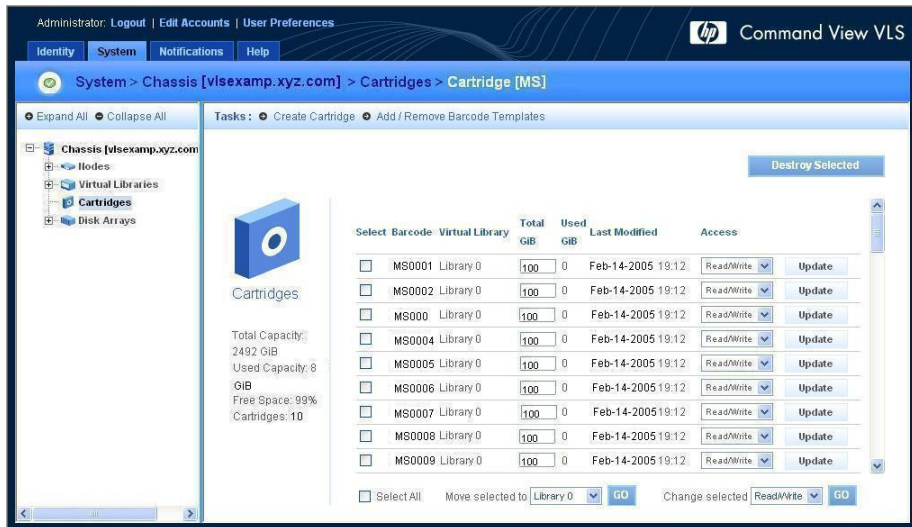 Administrator: Logout | Edit Accounts | User Preferences
hp Command View VLS
Identity System Notifications Help
System > Chassis [vlsexamp.xyz.com] > Cartridges > Cartridge [MS]
Expand All Collapse All
Tasks: Create Cartridge Add / Remove Barcode Templates
Chassis [vlsexamp.xyz.com
Nodes
Virtual Libraries
Cartridges
Disk Arrays
Destroy Selected
Cartridges
Total Capacity:
2492 GiB
Used Capacity: 8
GiB
Free Space: 99%
Cartridges: 10
Select Barcode Virtual Library Total GiB Used GiB Last Modified Access
MS0001 Library 0 100 0 Feb-14-2005 19:12 Read/Write Update
MS0002 Library 0 100 0 Feb-14-2005 19:12 Read/Write Update
MS000 Library 0 100 0 Feb-14-2005 19:12 Read/Write Update
MS0004 Library 0 100 0 Feb-14-2005 19:12 Read/Write Update
MS0005 Library 0 100 0 Feb-14-2005 19:12 Read/Write Update
MS0006 Library 0 100 0 Feb-14-2005 19:12 Read/Write Update
MS0007 Library 0 100 0 Feb-14-2005 19:12 Read/Write Update
MS0008 Library 0 100 0 Feb-14-2005 19:12 Read/Write Update
MS0009 Library 0 100 0 Feb-14-2005 19:12 Read/Write Update
Select All Move selected to Library 0 GO Change selected Read/Write GO